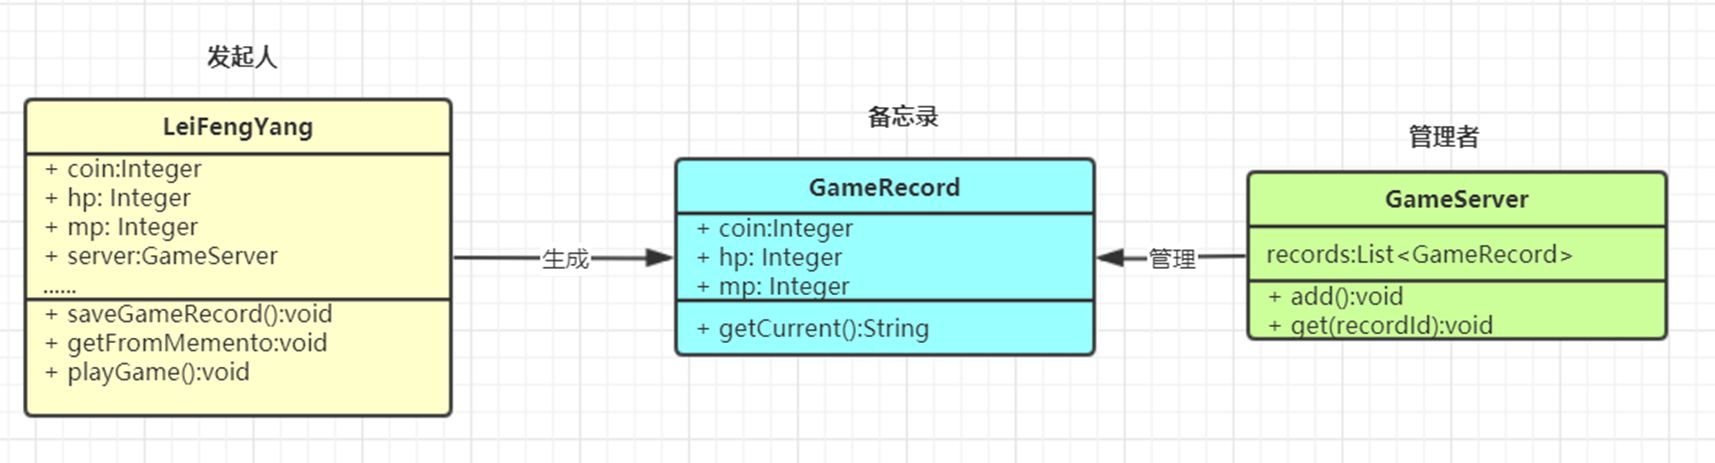 发起人
LeiFengYang
+ coin:Integer
+ hp: Integer
+ mp: Integer
+ server:GameServer
......
+ saveGameRecord():void
+ getFromMemento:void
+ playGame():void
生成
备忘录
GameRecord
+ coin:Integer
+ hp: Integer
+ mp: Integer
+ getCurrent():String
管理
管理者
GameServer
records:List<GameRecord>
+ add():void
+ get(recordId):void